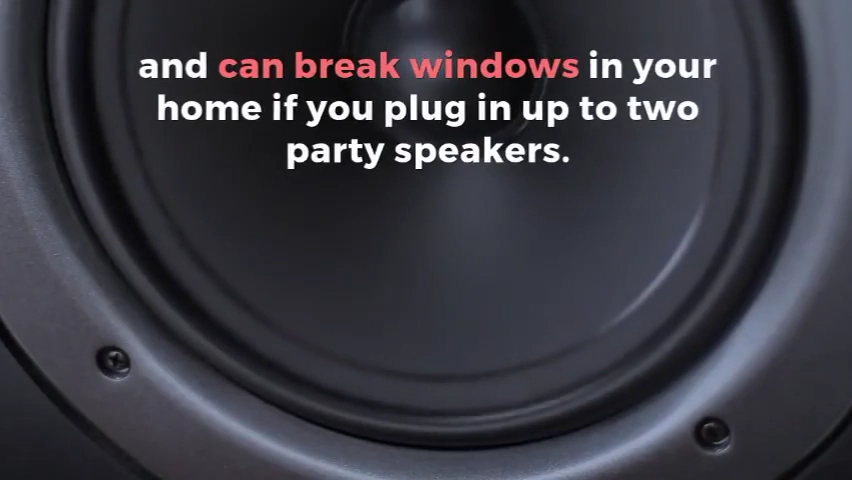 and can break windows in your
home if you plug in up to two
party speakers.